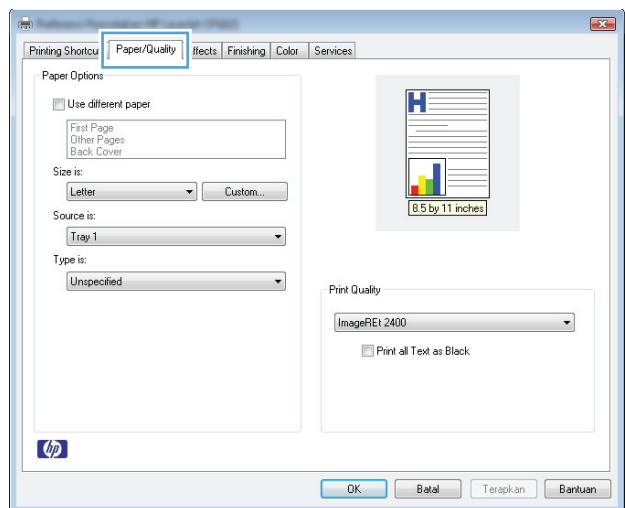 Printing Shortcu Paper/Quality ffects Finishing Color Services
Paper Options
Use different paper
First Page
Other Pages
Back Cover
Size is:
Letter Custom...
8.5 by 11 inches
Source is:
Tray 1
Type is:
Unspecified
Print Quality
ImageREt 2400
Print all Text as Black
hp
OK Batal Terapkan Bantuan